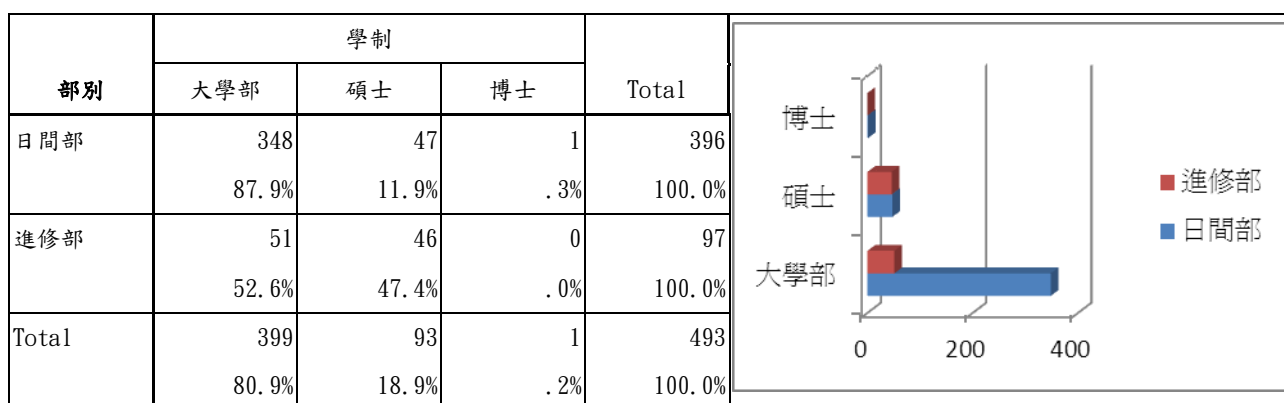 學制
部別 大學部 碩士 博士 Total
日間部 348 47 1 396
87.9% 11.9% .3% 100.0%
進修部 51 46 0 97
52.6% 47.4% .0% 100.0%
Total 399 93 1 493
80.9% 18.9% .2% 100.0%
博士
碩士
大學部
0 200 400
進修部
日間部